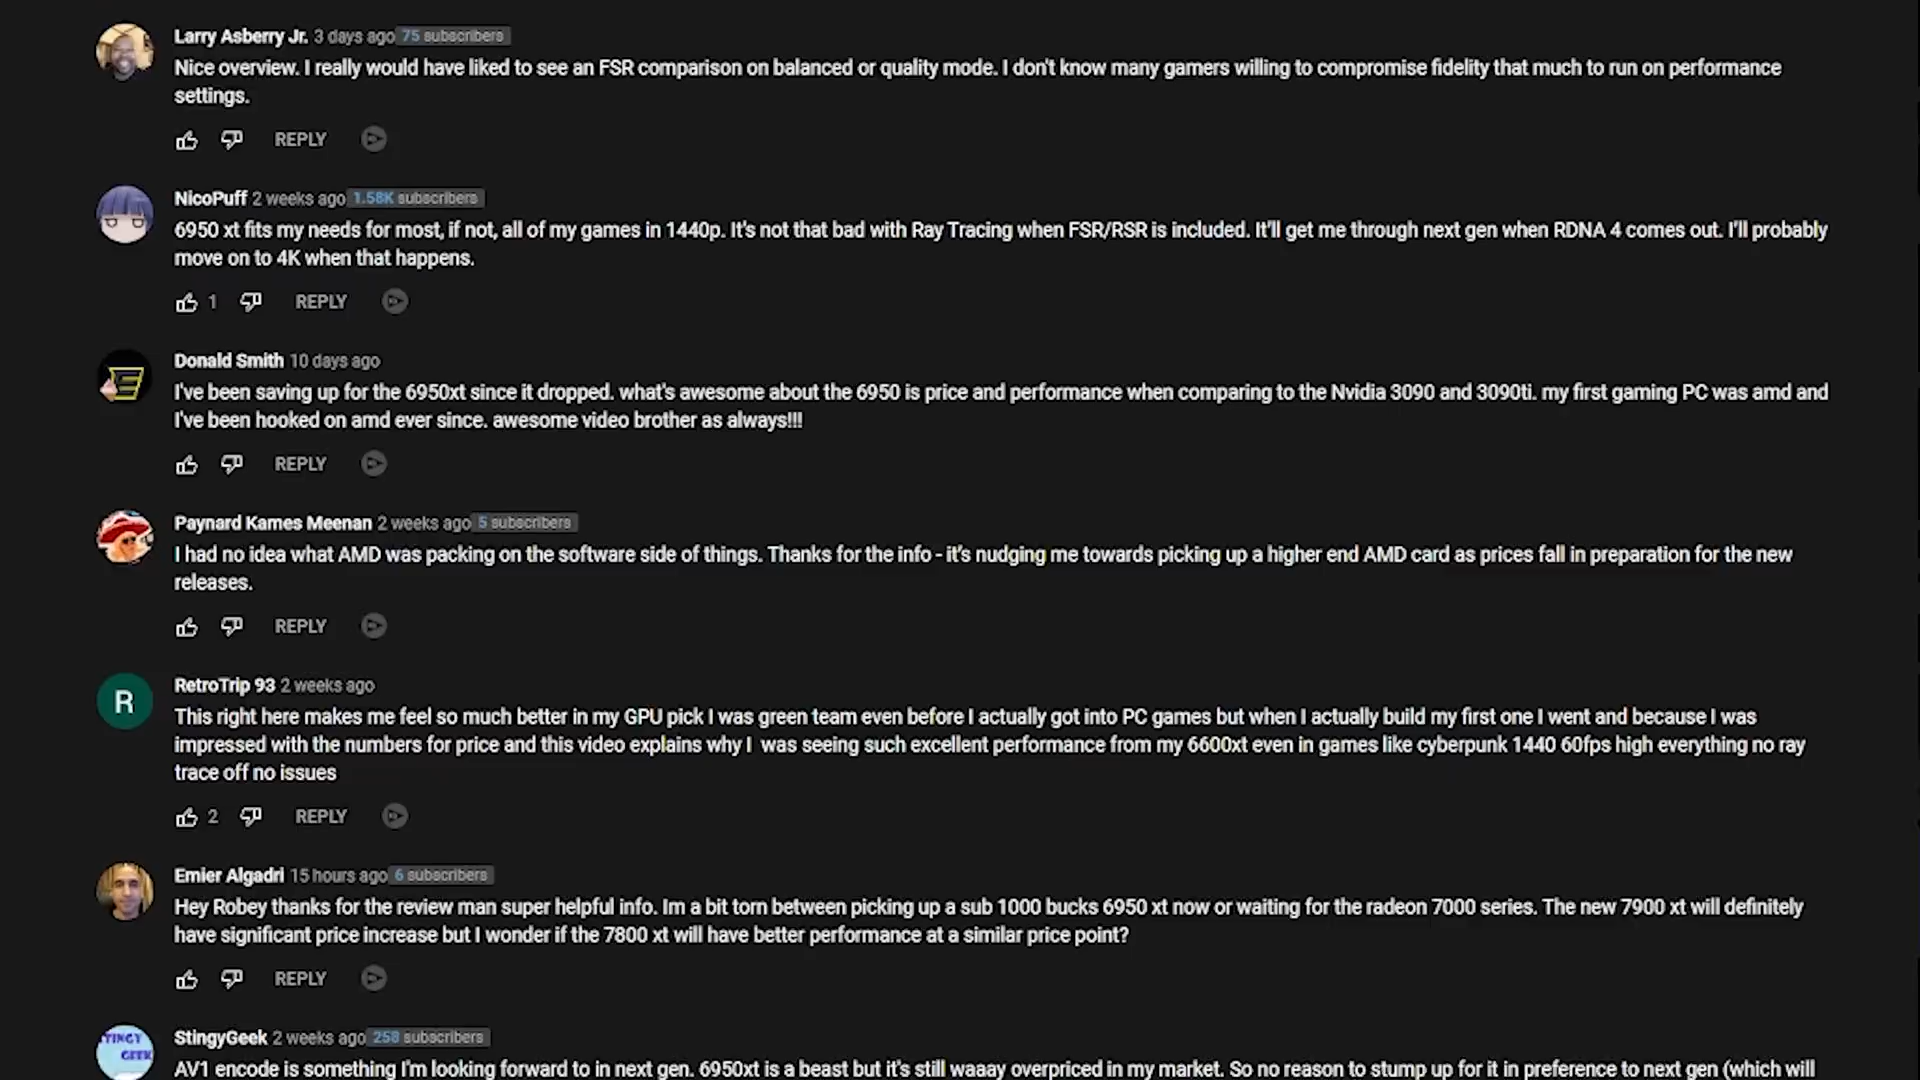 Larry Asberry Jr. 3 days ago 75 subscribers
Nice overview. I really would have liked to see an FSR comparison on balanced or quality mode. I don't know many gamers willing to compromise fidelity that much to run on performance
settings.
REPLY
NicoPuff 2 weeks ago 1.58K subscribers
6950 xt fits my needs for most, if not, all of my games in 1440p. It's not that bad with Ray Tracing when FSR/RSR is included. It'll get me through next gen when RDNA 4 comes out. I'll probably
move on to 4K when that happens.
1 REPLY
Donald Smith 10 days ago
I've been saving up for the 6950xt since it dropped. what's awesome about the 6950 is price and performance when comparing to the Nvidia 3090 and 3090ti. my first gaming PC was amd and
I've been hooked on amd ever since. awesome video brother as always!!!
REPLY
Paynard Kames Meenan 2 weeks ago 5 subscribers
I had no idea what AMD was packing on the software side of things. Thanks for the info - it's nudging me towards picking up a higher end AMD card as prices fall in preparation for the new
releases.
REPLY
R
RetroTrip 93 2 weeks ago
This right here makes me feel so much better in my GPU pick I was green team even before I actually got into PC games but when I actually build my first one I went and because I was
impressed with the numbers for price and this video explains why I  was seeing such excellent performance from my 6600xt even in games like cyberpunk 1440 60fps high everything no ray
trace off no issues
2 REPLY
Emier Algadri 15 hours ago 6 subscribers
Hey Robey thanks for the review man super helpful info. Im a bit torn between picking up a sub 1000 bucks 6950 xt now or waiting for the radeon 7000 series. The new 7900 xt will definitely
have significant price increase but I wonder if the 7800 xt will have better performance at a similar price point?
REPLY
TINGY
GEEK
StingyGeek 2 weeks ago 258 subscribers
AV1 encode is something I'm looking forward to in next gen. 6950xt is a beast but it's still waaay overpriced in my market. So no reason to stump up for it in preference to next gen (which will